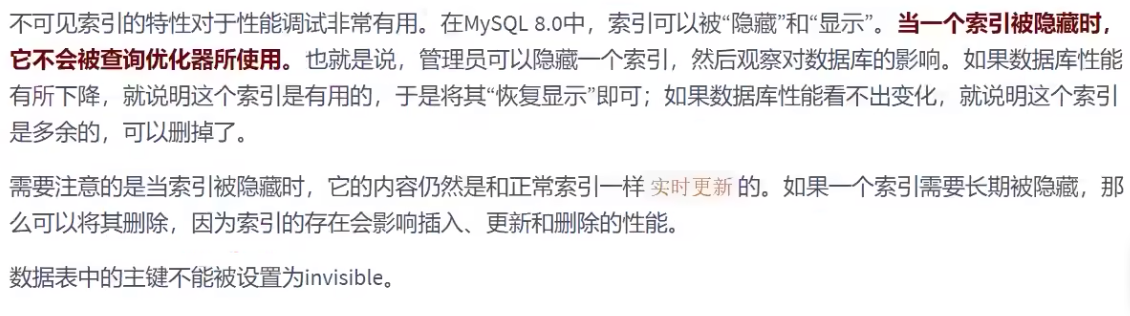 不可见索引的特性对于性能调试非常有用。在MySQL 8.0中，索引可以被“隐藏”和“显示”。当一个索引被隐藏时，
它不会被查询优化器所使用。也就是说，管理员可以隐藏一个索引，然后观察对数据库的影响。如果数据库性能
有所下降，就说明这个索引是有用的，于是将其“恢复显示”即可；如果数据库性能看不出变化，就说明这个索引
是多余的，可以删掉了。
需要注意的是当索引被隐藏时，它的内容仍然是和正常索引一样 实时更新 的。如果一个索引需要长期被隐藏，那
么可以将其删除，因为索引的存在会影响插入、更新和删除的性能。
数据表中的主键不能被设置为invisible。